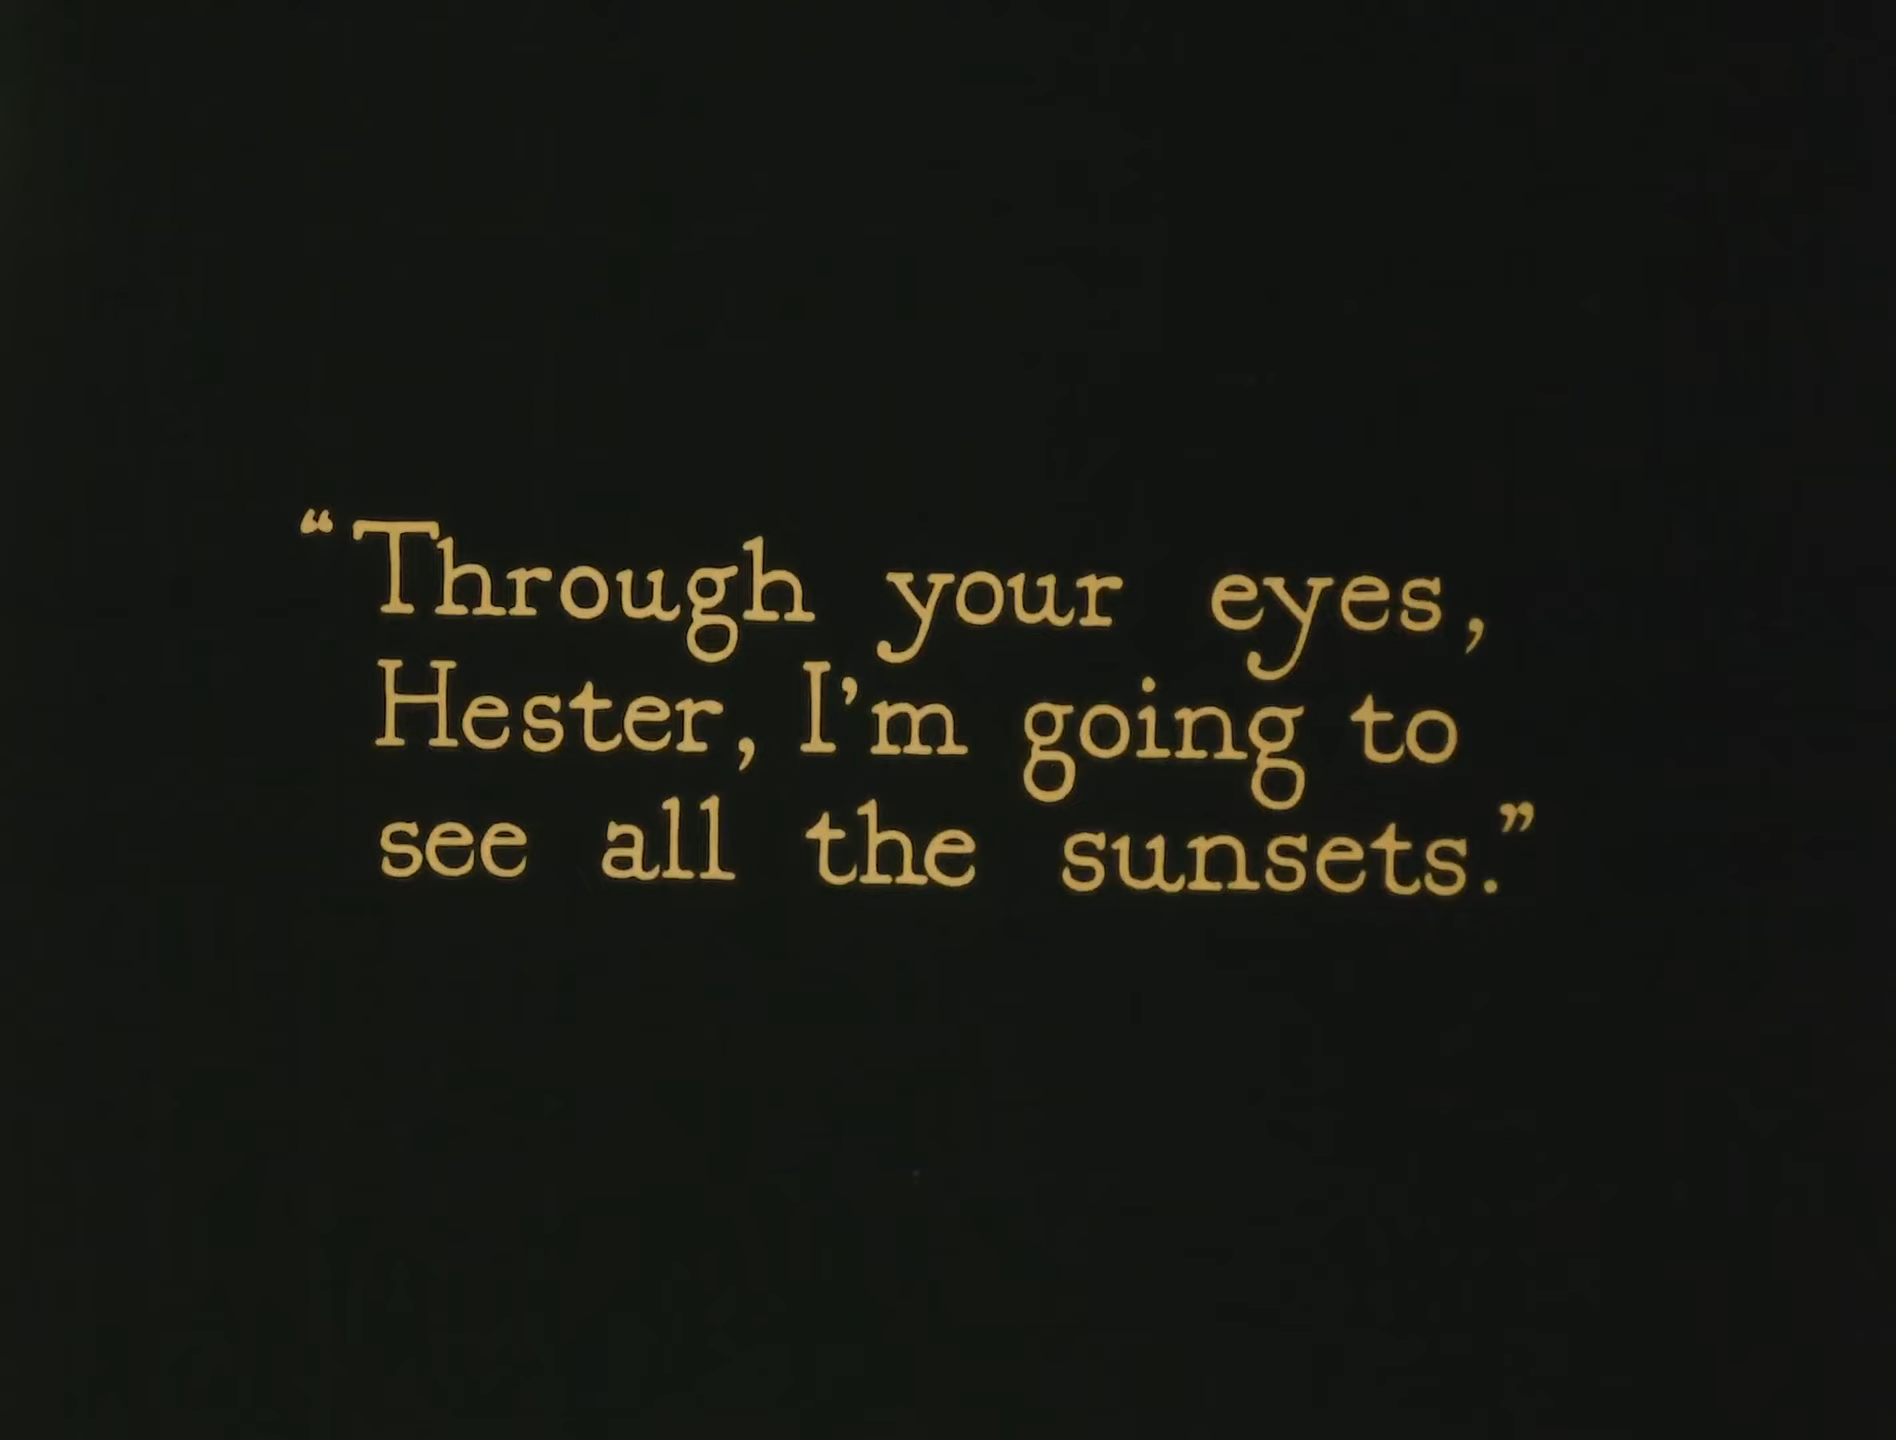 “Through your eyes,
Hester, I’m going to
see all the sunsets.”